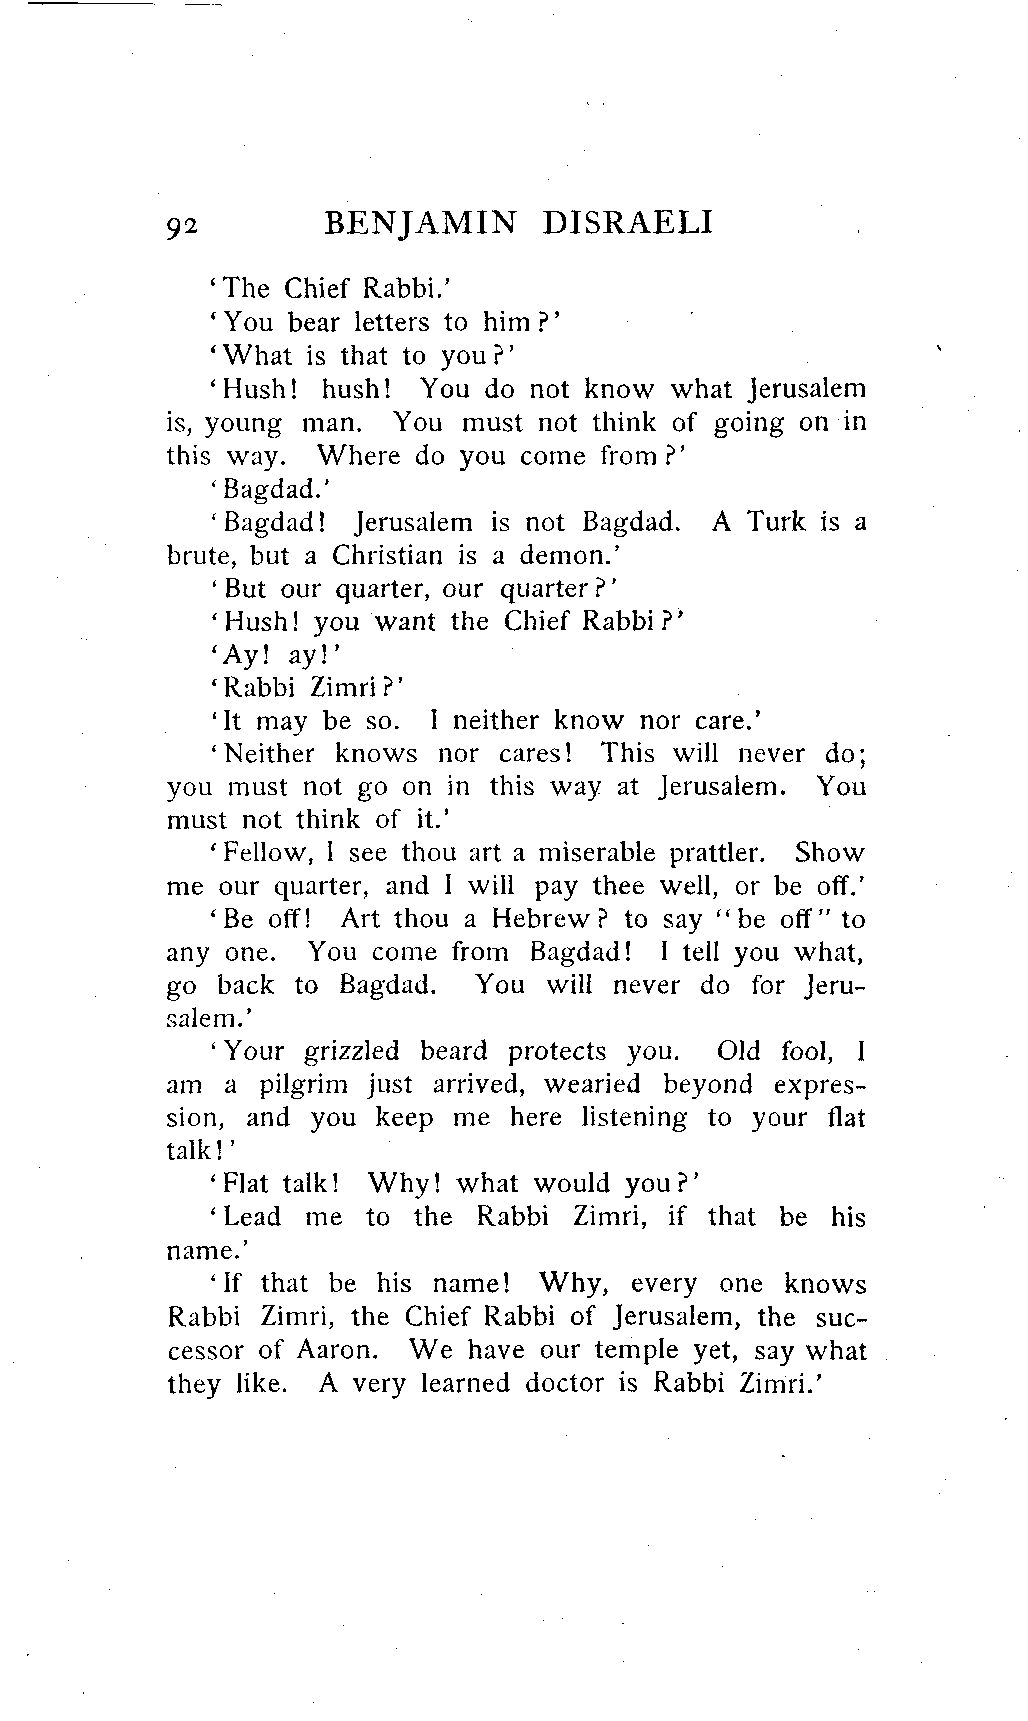 92 BENJAMIN DISRAELI
‘The Chief Rabbi.’
‘You bear letters to him?’
‘What is that to you?’
‘Hush! hush! You do not know what Jerusalem
is, young man. You must not think of going on in
this way. Where do you come from?’
‘Bagdad.’
‘Bagdad! Jerusalem is not Bagdad. A Turk is a
brute, but a Christian is a demon.’
‘But our quarter, our quarter?’
‘Hush! you want the Chief Rabbi?’
‘Ay! ay!’
‘Rabbi Zimri?’
‘It may be so. I neither know nor care.’
‘Neither knows nor cares! This will never do;
you must not go on in this way at Jerusalem. You
must not think of it.’
‘Fellow, I see thou art a miserable prattler. Show
me our quarter, and I will pay thee well, or be off.’
‘Be off! Art thou a Hebrew? to say “be off” to
any one. You come from Bagdad! I tell you what,
go back to Bagdad. You will never do for Jeru-
salem.’
‘Your grizzled beard protects you. Old fool, I
am a pilgrim just arrived, wearied beyond expres-
sion, and you keep me here listening to your flat
talk!’
‘Flat talk! Why! what would you?’
‘Lead me to the Rabbi Zimri, if that be his
name.’
‘If that be his name! Why, every one knows
Rabbi Zimri, the Chief Rabbi of Jerusalem, the suc-
cessor of Aaron. We have our temple yet, say what
they like. A very learned doctor is Rabbi Zimri.’